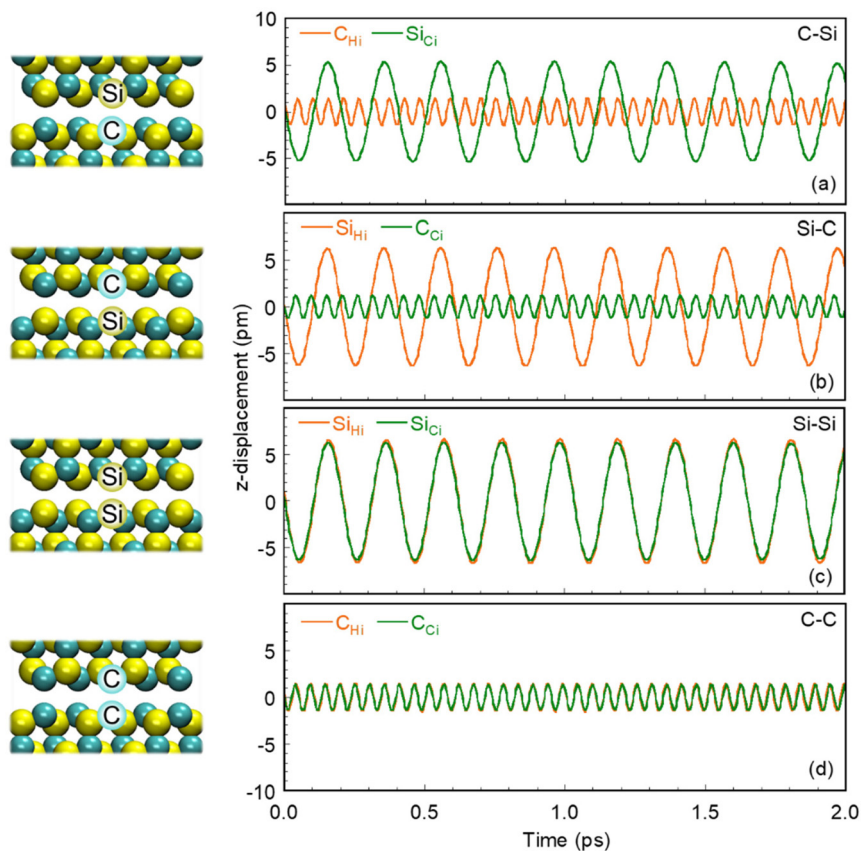 10
C_Hi Si_Ci C-Si
Si
5
0
C
-5
(a)
Si_Hi C_Ci Si-C
5
C
0
Si
-5
(b)
z-displacement (pm)
Si_Hi Si_Ci Si-Si
5
Si
0
Si
-5
(c)
C_Hi C_Ci C-C
5
C
0
C
-5
(d)
-10
0.0 0.5 1.0 1.5 2.0
Time (ps)